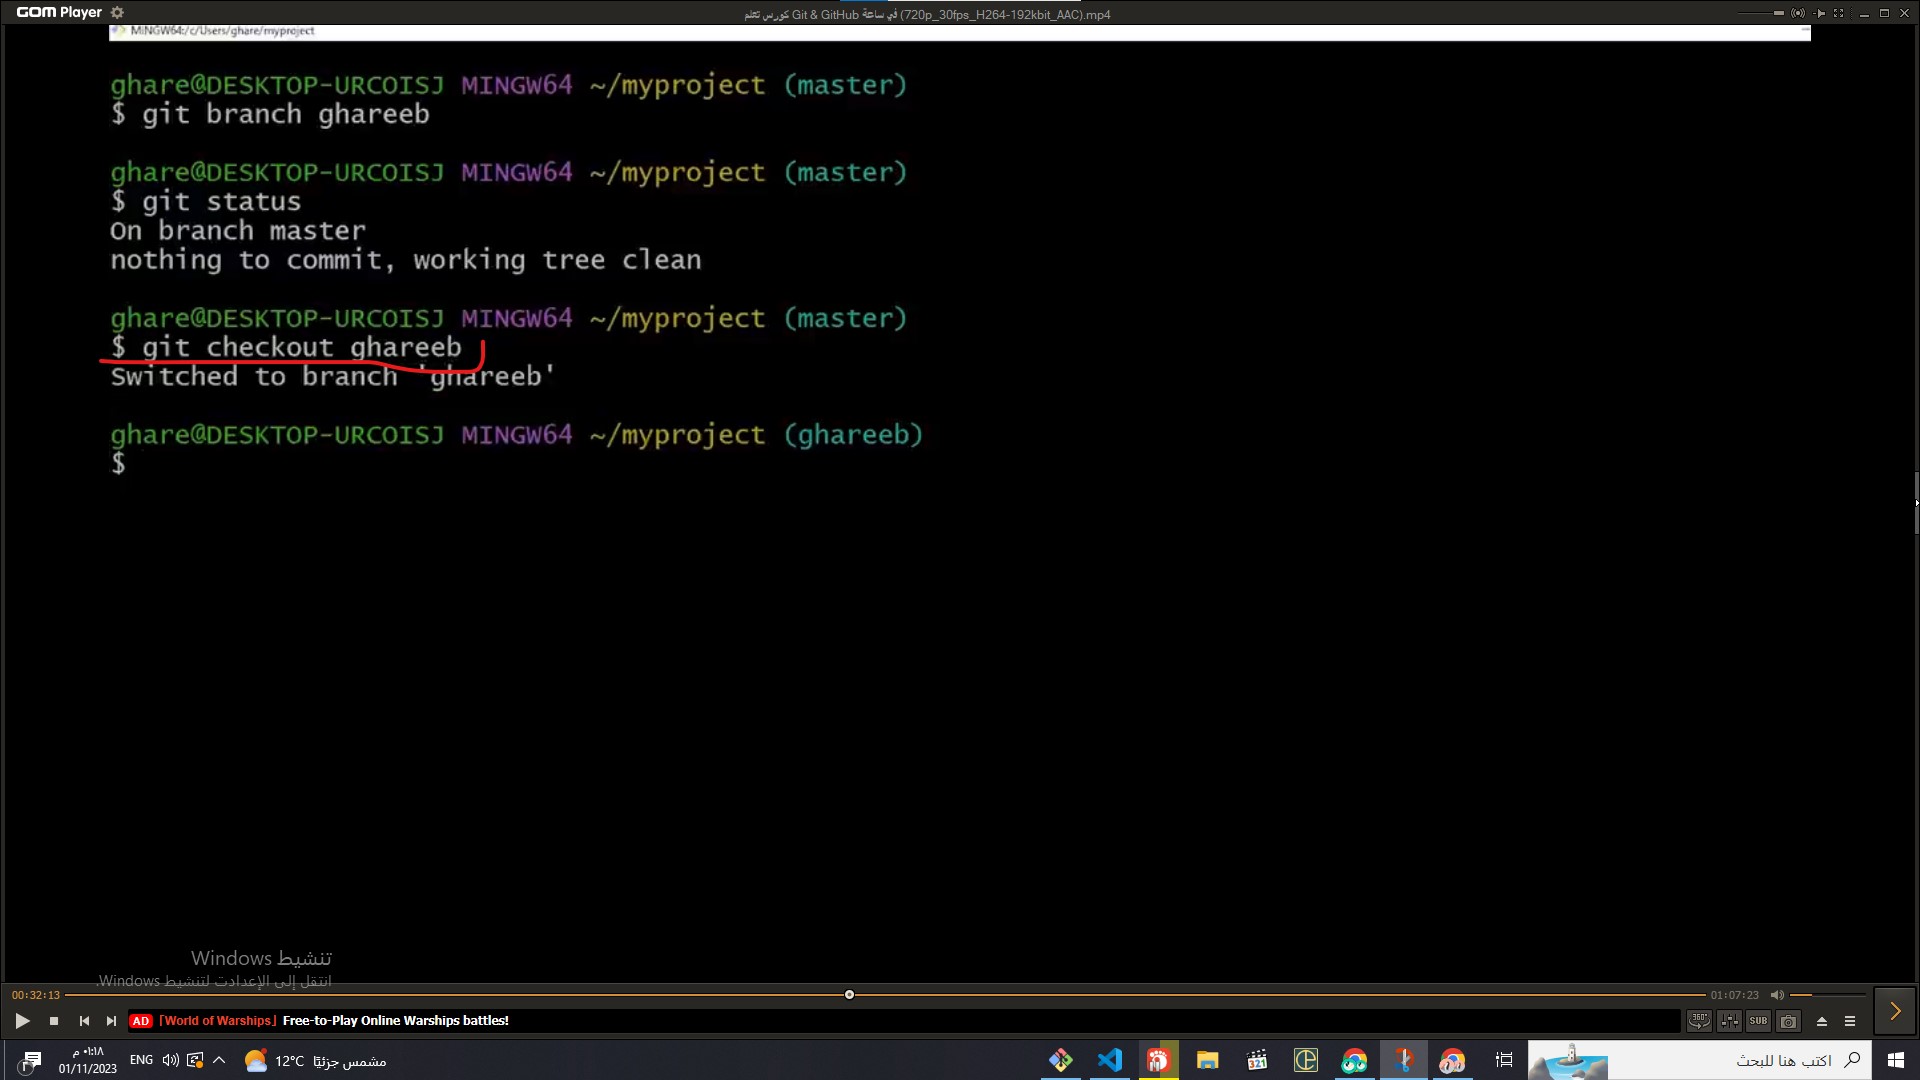 GOM Player
كورس تعلم Git & GitHub في ساعة (720p_30fps_H264-192kbit_AAC).mp4
MINGW64:/c/Users/ghare/myproject
ghare@DESKTOP-URCOISJ MINGW64 ~/myproject (master)
$ git branch ghareeb
ghare@DESKTOP-URCOISJ MINGW64 ~/myproject (master)
$ git status
On branch master
nothing to commit, working tree clean
ghare@DESKTOP-URCOISJ MINGW64 ~/myproject (master)
$ git checkout ghareeb
Switched to branch 'ghareeb'
ghare@DESKTOP-URCOISJ MINGW64 ~/myproject (ghareeb)
$
تنشيط Windows
انتقل إلى الإعدادت لتنشيط Windows.
00:32:13
01:07:23
AD [World of Warships] Free-to-Play Online Warships battles!
360°
SUB
٠١:١٨ م
01/11/2023
ENG
12°C مشمس جزئيًا
321
اكتب هنا للبحث